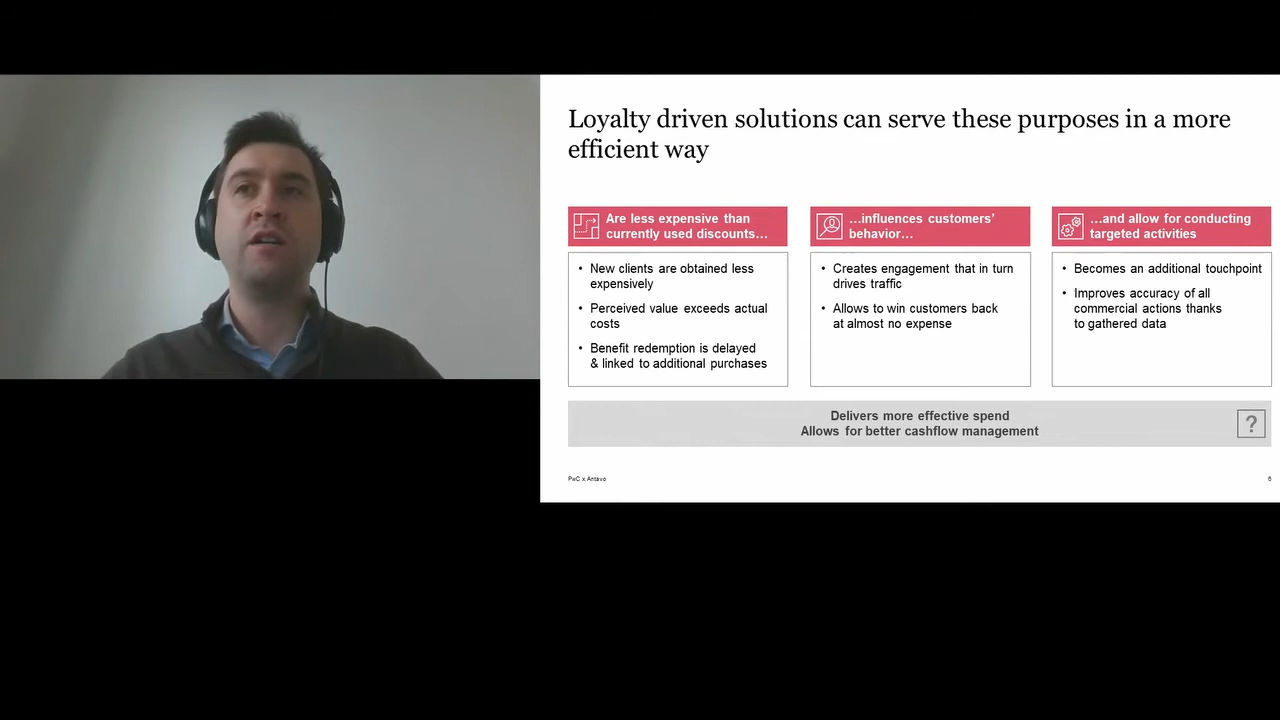 Loyalty driven solutions can serve these purposes in a more
efficient way
Are less expensive than
currently used discounts…
• New clients are obtained less
expensively
• Perceived value exceeds actual
costs
• Benefit redemption is delayed
& linked to additional purchases
…influences customers’
behavior…
• Creates engagement that in turn
drives traffic
• Allows to win customers back
at almost no expense
…and allow for conducting
targeted activities
• Becomes an additional touchpoint
• Improves accuracy of all
commercial actions thanks
to gathered data
Delivers more effective spend
Allows for better cashflow management
?
PwC x Antavo
6